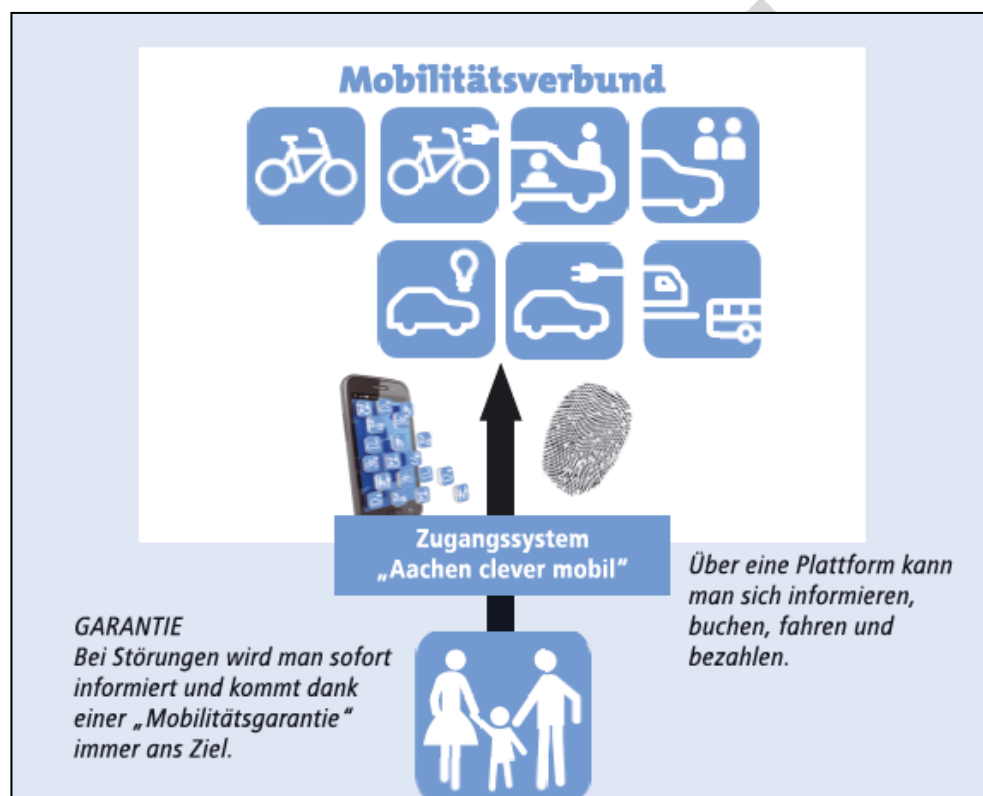 Mobilitätsverbund
Zugangssystem
„Aachen clever mobil“
Über eine Plattform kann
man sich informieren,
buchen, fahren und
bezahlen.
GARANTIE
Bei Störungen wird man sofort
informiert und kommt dank
einer „Mobilitätsgarantie“
immer ans Ziel.